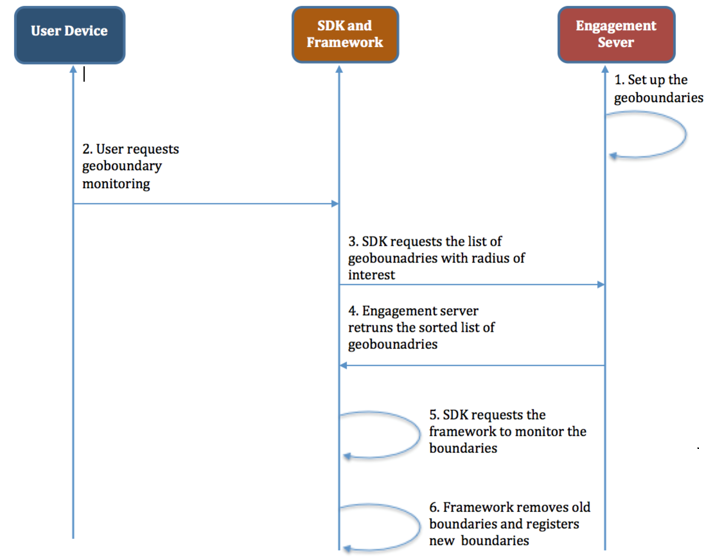 User Device
SDK and
Framework
Engagement
Sever
1. Set up the
geoboundaries
2. User requests
geoboundary
monitoring
3. SDK requests the list of
geobounadries with radius of
interest
4. Engagement server
retruns the sorted list of
geobounadries
5. SDK requests the
framework to monitor the
boundaries
6. Framework removes old
boundaries and registers
new boundaries